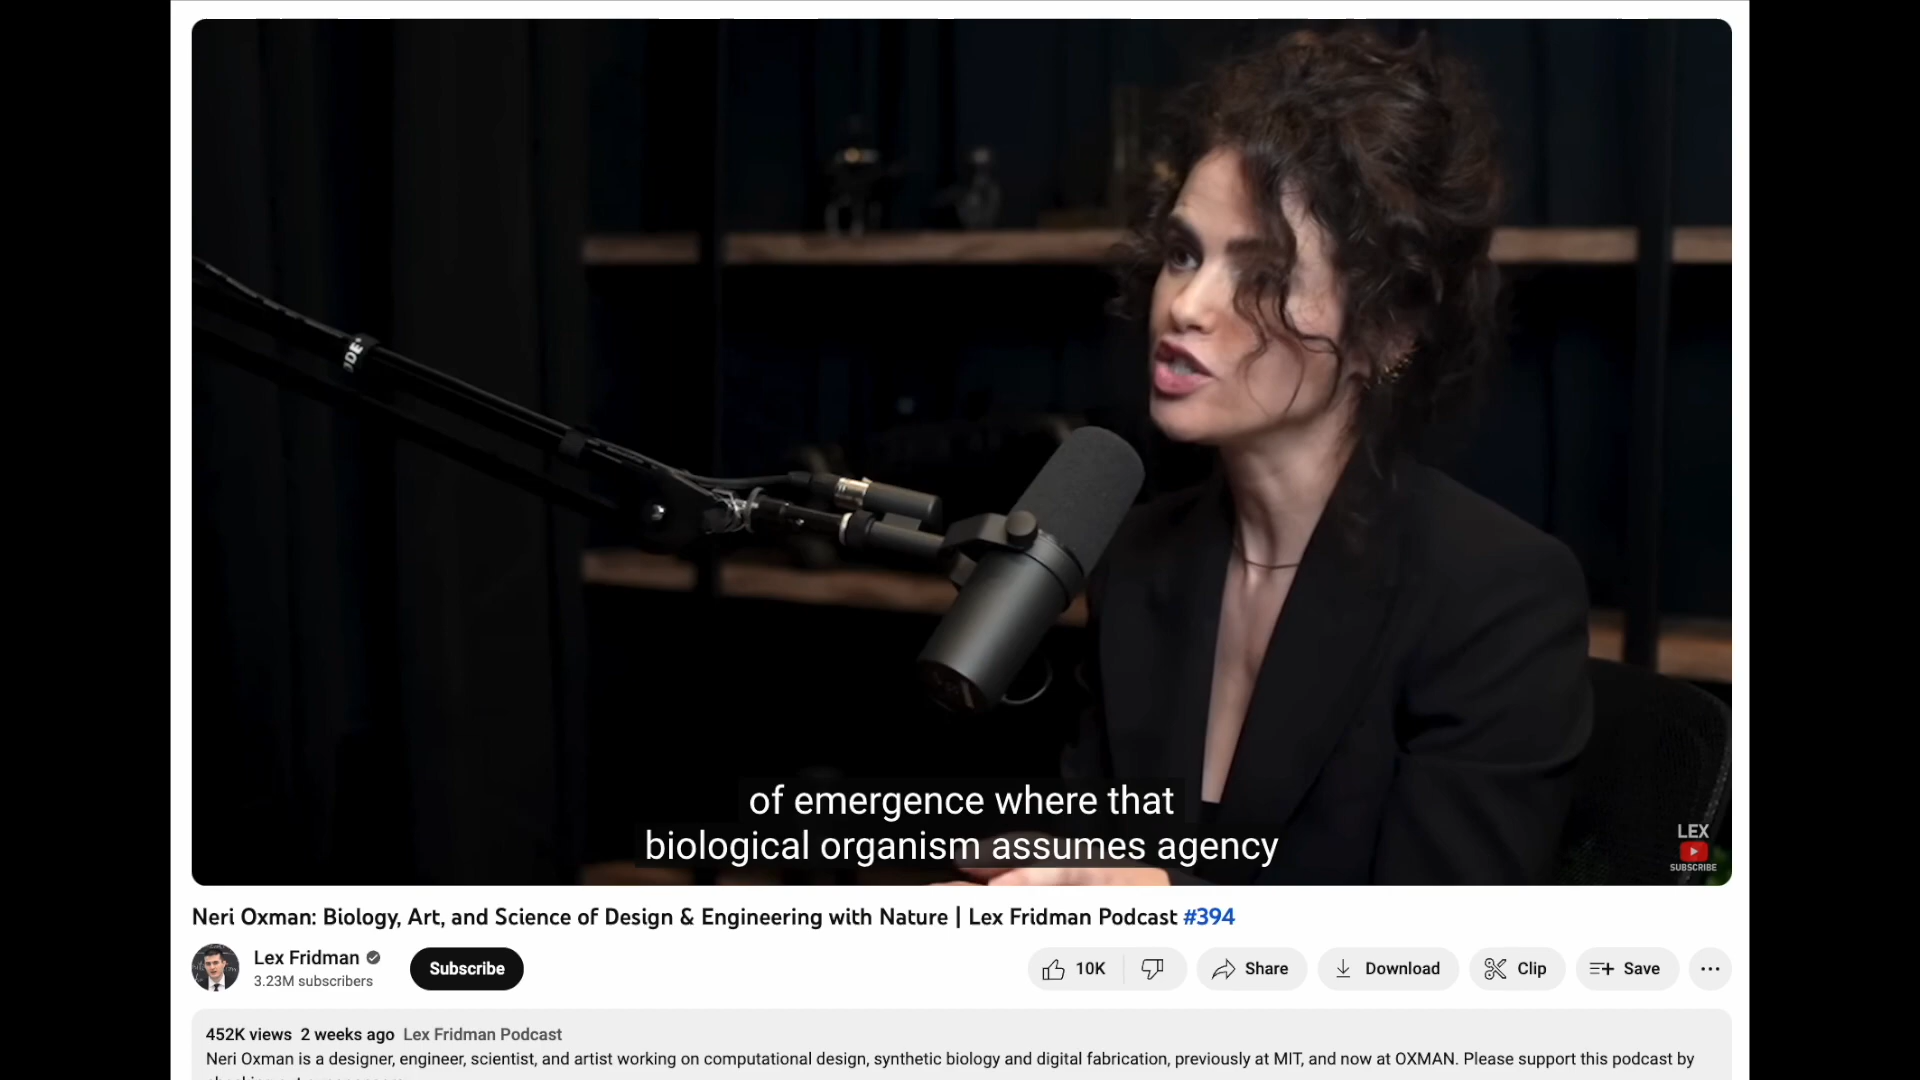 ODE
of emergence where that
biological organism assumes agency
LEX
SUBSCRIBE
Neri Oxman: Biology, Art, and Science of Design & Engineering with Nature | Lex Fridman Podcast #394
Lex Fridman
3.23M subscribers
Subscribe
10K
Share
Download
Clip
Save
452K views 2 weeks ago Lex Fridman Podcast
Neri Oxman is a designer, engineer, scientist, and artist working on computational design, synthetic biology and digital fabrication, previously at MIT, and now at OXMAN. Please support this podcast by